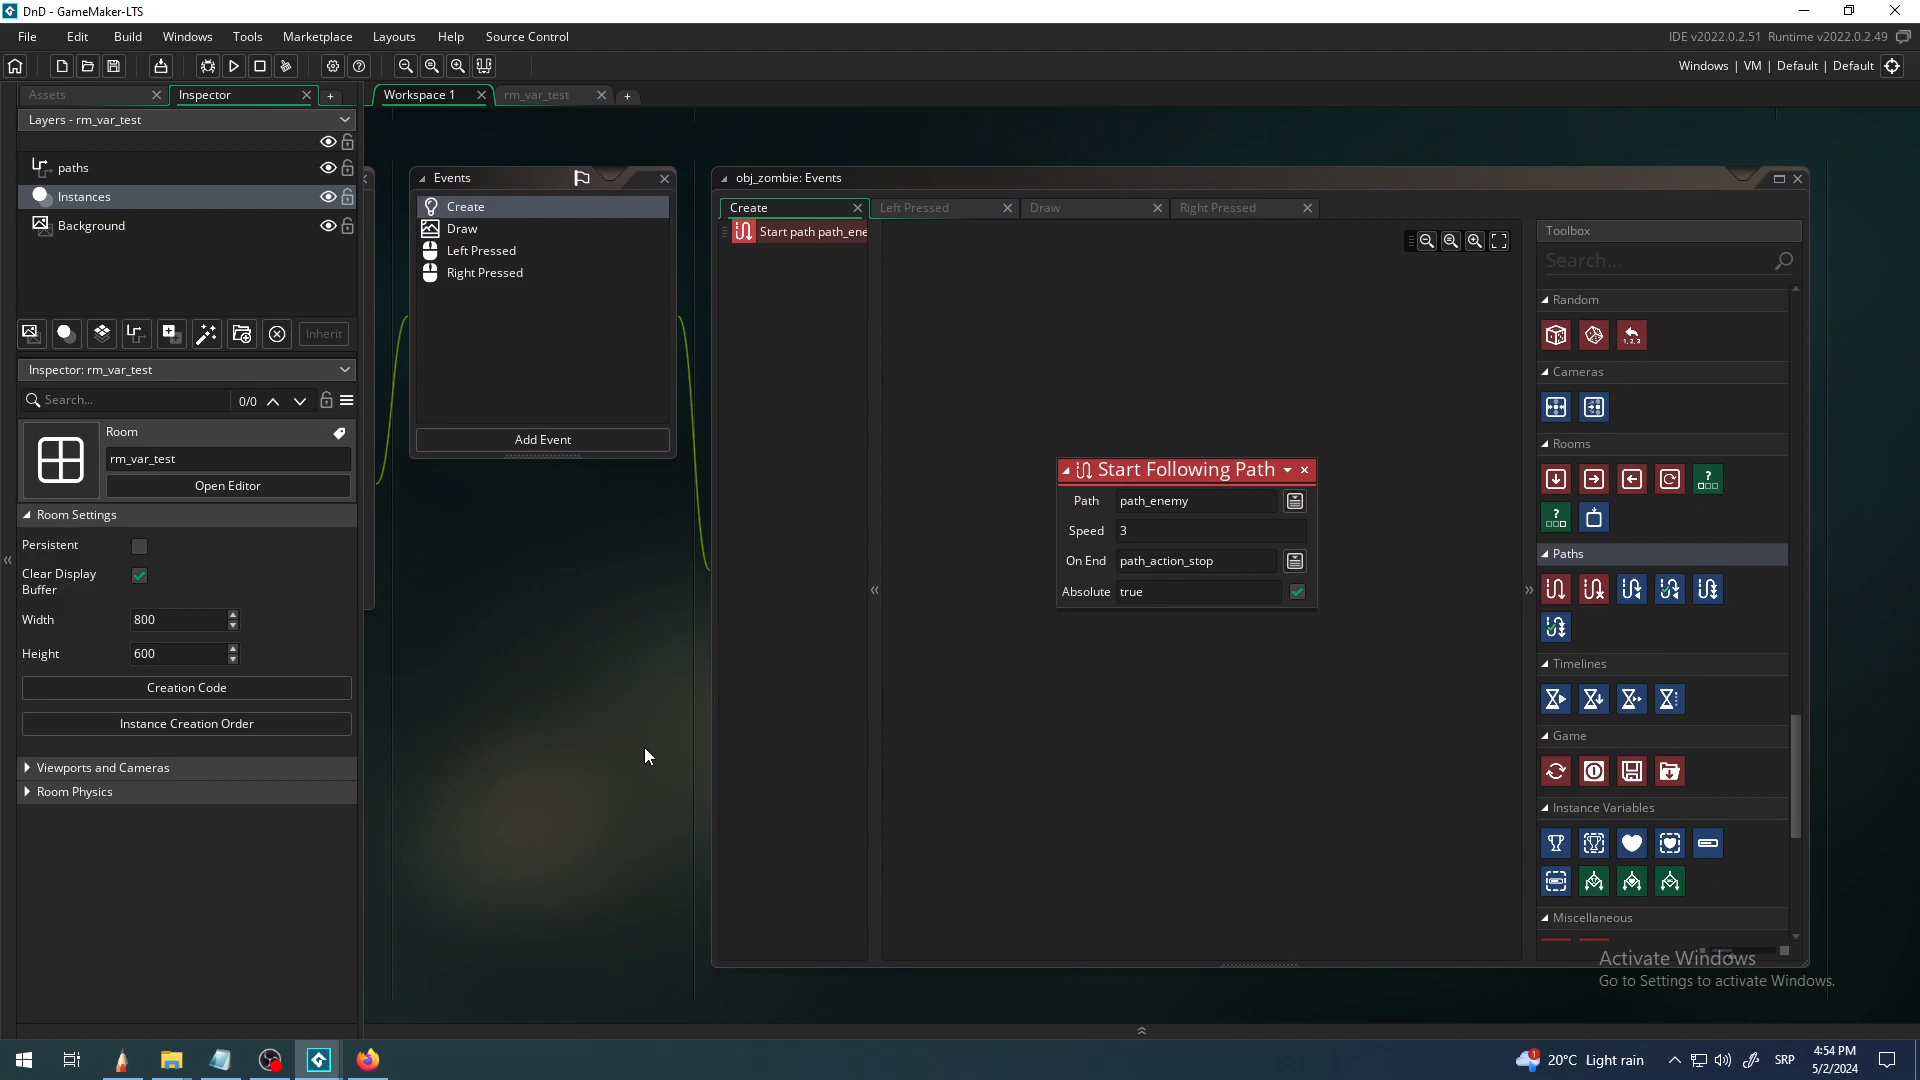 DnD - GameMaker-LTS
File Edit Build Windows Tools Marketplace Layouts Help Source Control
IDE v2022.0.2.51 Runtime v2022.0.2.49
Windows | VM | Default | Default
Assets
Inspector
Workspace 1
rm_var_test
Layers - rm_var_test
paths
Instances
Background
Inherit
Inspector: rm_var_test
Search...
0/0
Room
rm_var_test
Open Editor
Room Settings
Persistent
Clear Display
Buffer
Width
800
Height
600
Creation Code
Instance Creation Order
Viewports and Cameras
Room Physics
Events
Create
Draw
Left Pressed
Right Pressed
Add Event
obj_zombie: Events
Create
Left Pressed
Draw
Right Pressed
Start path path_ene
Start Following Path
Path path_enemy
Speed 3
On End path_action_stop
Absolute true
Toolbox
Search...
Random
1, 2, 3
Cameras
Rooms
Paths
Timelines
Game
Instance Variables
Miscellaneous
Activate Windows
Go to Settings to activate Windows.
1
20°C Light rain
SRP
4:54 PM
5/2/2024